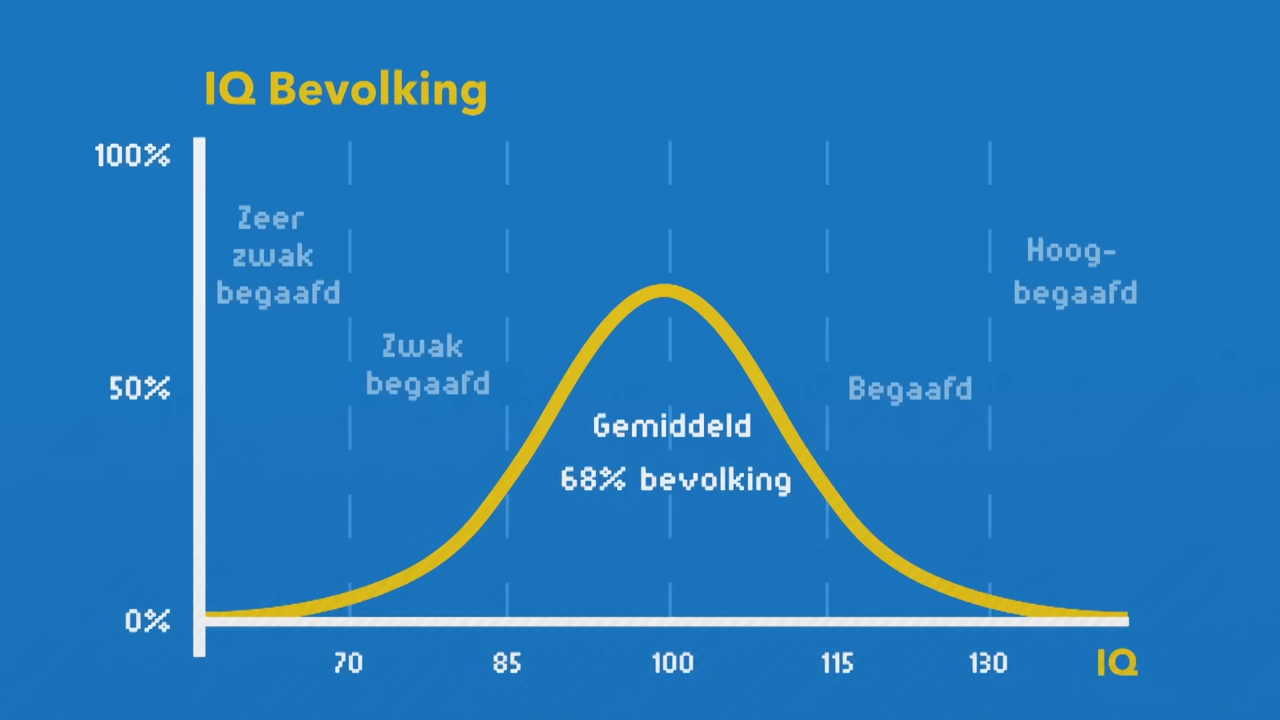 IQ Bevolking
100%
Zeer
zwak
begaafd
Hoog-
begaafd
Zwak
begaafd
50%
Begaafd
Gemiddeld
68% bevolking
0%
70 85 100 115 130 IQ